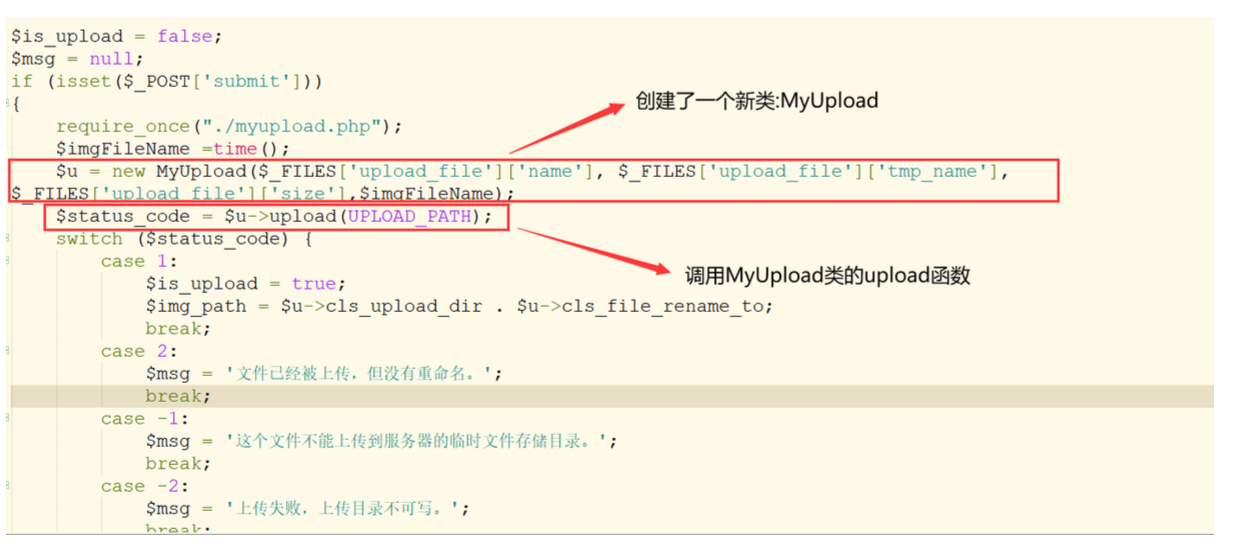 $is_upload = false;
$msg = null;
if (isset($_POST['submit']))
{
创建了一个新类:MyUpload
require_once("./myupload.php");
$imgFileName =time();
$u = new MyUpload($_FILES['upload_file']['name'], $_FILES['upload_file']['tmp_name'],
$_FILES['upload_file']['size'],$imgFileName);
$status_code = $u->upload(UPLOAD_PATH);
switch ($status_code) {
case 1:
调用MyUpload类的upload函数
$is_upload = true;
$img_path = $u->cls_upload_dir . $u->cls_file_rename_to;
break;
case 2:
$msg = '文件已经被上传，但没有重命名。';
break;
case -1:
$msg = '这个文件不能上传到服务器的临时文件存储目录。';
break;
case -2:
$msg = '上传失败，上传目录不可写。';
break;